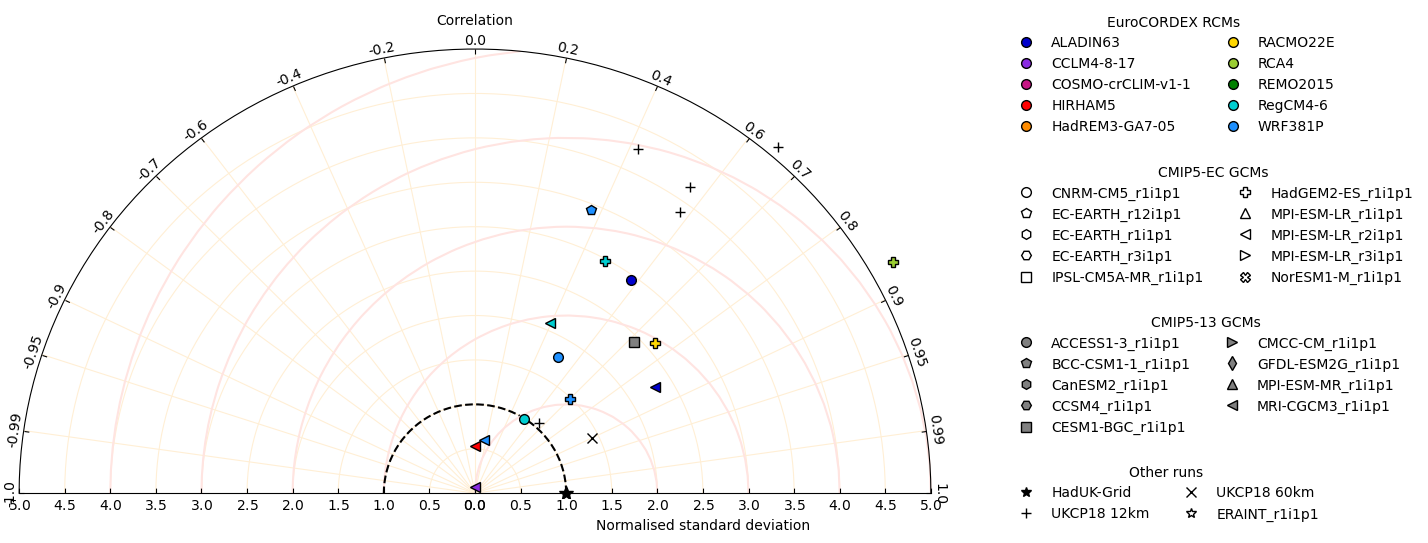 Correlation
0.0
-0.2
0.2
-0.4
0.4
-0.6
0.6
-0.7
0.7
-0.8
0.8
-0.9
0.9
-0.95
0.95
-0.99
0.99
-1.0
1.0
5.0 4.5 4.0 3.5 3.0 2.5 2.0 1.5 1.0 0.5 0.0 0.5 1.0 1.5 2.0 2.5 3.0 3.5 4.0 4.5 5.0
Normalised standard deviation
EuroCORDEX RCMs
ALADIN63
CCLM4-8-17
COSMO-crCLIM-v1-1
HIRHAM5
HadREM3-GA7-05
RACMO22E
RCA4
REMO2015
RegCM4-6
WRF381P
CMIP5-EC GCMs
CNRM-CM5_r1i1p1
EC-EARTH_r12i1p1
EC-EARTH_r1i1p1
EC-EARTH_r3i1p1
IPSL-CM5A-MR_r1i1p1
HadGEM2-ES_r1i1p1
MPI-ESM-LR_r1i1p1
MPI-ESM-LR_r2i1p1
MPI-ESM-LR_r3i1p1
NorESM1-M_r1i1p1
CMIP5-13 GCMs
ACCESS1-3_r1i1p1
BCC-CSM1-1_r1i1p1
CanESM2_r1i1p1
CCSM4_r1i1p1
CESM1-BGC_r1i1p1
CMCC-CM_r1i1p1
GFDL-ESM2G_r1i1p1
MPI-ESM-MR_r1i1p1
MRI-CGCM3_r1i1p1
Other runs
HadUK-Grid
UKCP18 12km
UKCP18 60km
ERAINT_r1i1p1